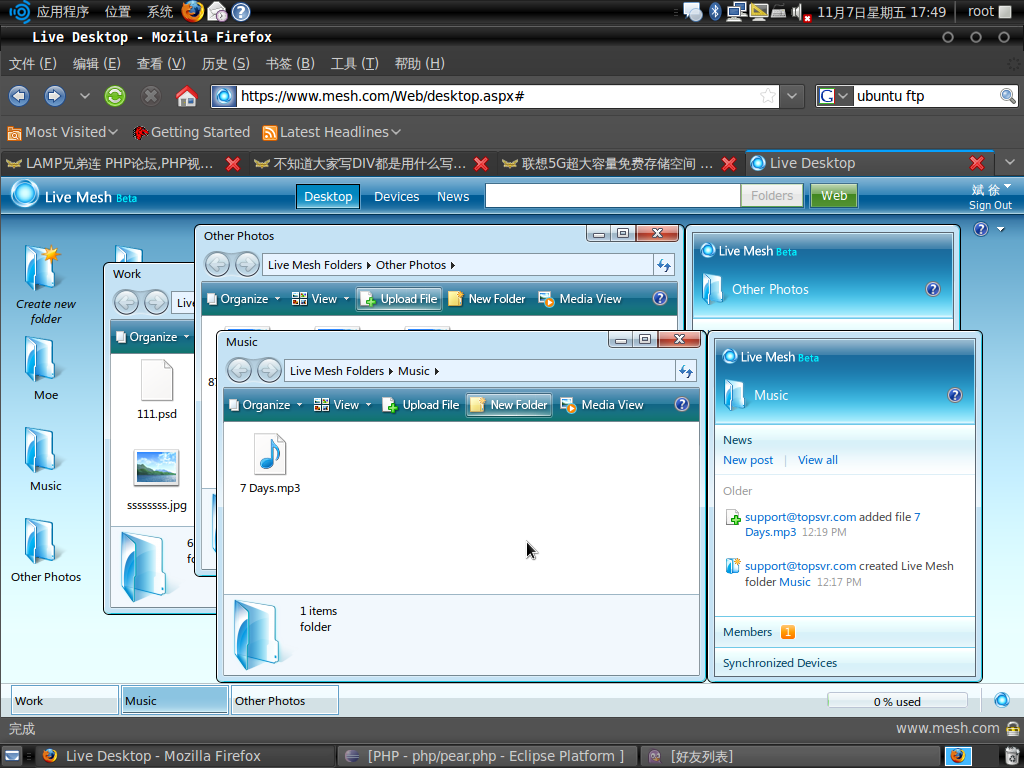 应用程序 位置 系统 11月7日星期五 17:49 root
Live Desktop - Mozilla Firefox
文件 (F) 编辑 (E) 查看 (V) 历史 (S) 书签 (B) 工具 (T) 帮助 (H)
https://www.mesh.com/Web/desktop.aspx# G ubuntu ftp
Most Visited Getting Started Latest Headlines
LAMP兄弟连 PHP论坛,PHP视... 不知道大家写DIV都是用什么写... 联想5G超大容量免费存储空间 ... Live Desktop
Live Mesh Beta Desktop Devices News Folders Web 斌 徐
Sign Out
Create new
folder
Moe
Music
Other Photos
Work
Live
Organize
111.psd
ssssssss.jpg
6
fo
Other Photos
Live Mesh Folders Other Photos
Organize View Upload File New Folder Media View
87
Live Mesh Beta
Other Photos
Music
Live Mesh Folders Music
Organize View Upload File New Folder Media View
7 Days.mp3
1 items
folder
Live Mesh Beta
Music
News
New post | View all
Older
support@topsvr.com added file 7
Days.mp3 12:19 PM
support@topsvr.com created Live Mesh
folder Music 12:17 PM
Members 1
Synchronized Devices
Work Music Other Photos 0 % used
完成 www.mesh.com
Live Desktop - Mozilla Firefox [PHP - php/pear.php - Eclipse Platform ] [好友列表]